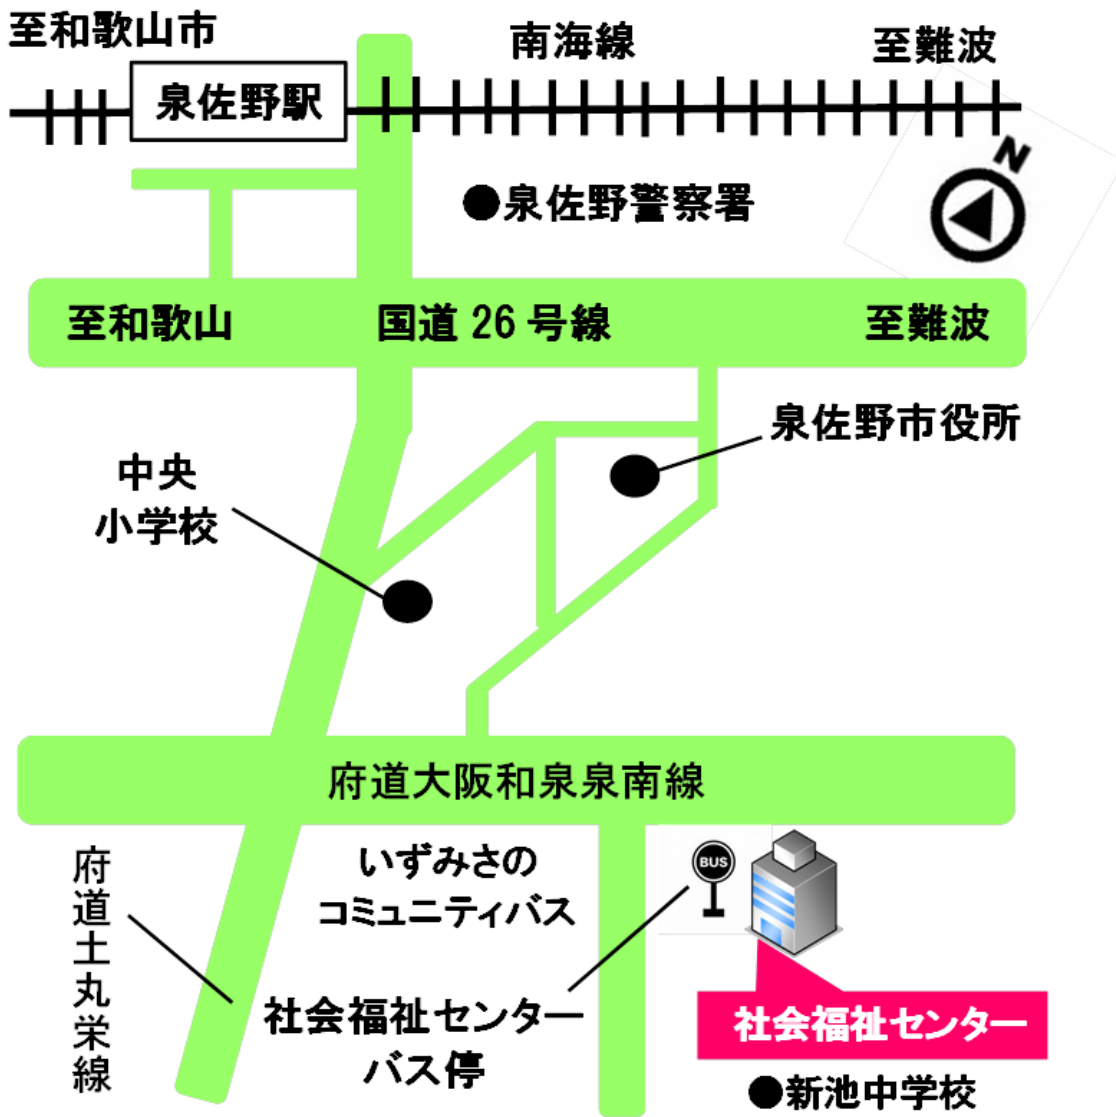 至和歌山市
南海線
至難波
泉佐野駅
N
●泉佐野警察署
至和歌山
国道26号線
至難波
泉佐野市役所
中央
小学校
府道大阪和泉泉南線
府道土丸栄線
いずみさの
コミュニティバス
BUS
社会福祉センター
バス停
社会福祉センター
●新池中学校